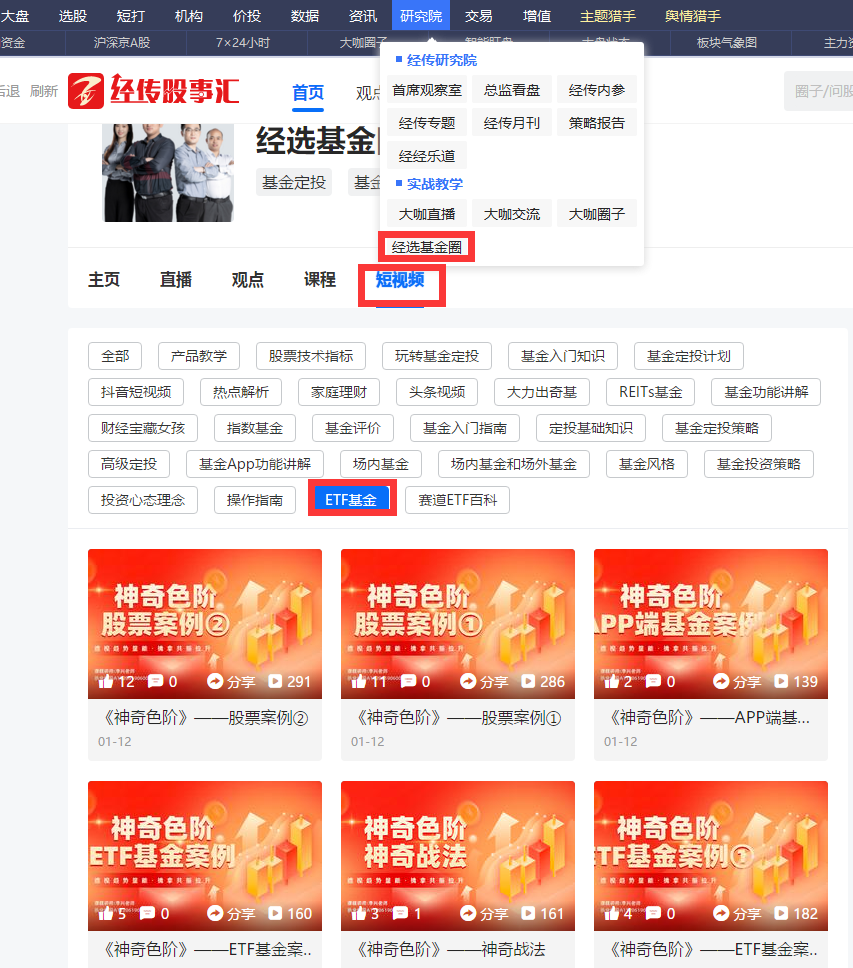 大盘 选股 短打 机构 价投 数据 资讯 研究院 交易 增值 主题猎手 舆情猎手
资金 沪深京A股 7×24小时 大咖圈子 板块气象图 主力资
后退 刷新 经传股事汇 首页 观点 圈子/问股
经传研究院
首席观察室 总监看盘 经传内参
经传专题 经传月刊 策略报告
经经乐道
实战教学
大咖直播 大咖交流 大咖圈子
经选基金圈
经选基金
基金定投 基金
主页 直播 观点 课程 短视频
全部 产品教学 股票技术指标 玩转基金定投 基金入门知识 基金定投计划
抖音短视频 热点解析 家庭理财 头条视频 大力出奇基 REITs基金 基金功能讲解
财经宝藏女孩 指数基金 基金评价 基金入门指南 定投基础知识 基金定投策略
高级定投 基金App功能讲解 场内基金 场内基金和场外基金 基金风格 基金投资策略
投资心态理念 操作指南 ETF基金 赛道ETF百科
神奇色阶 神奇色阶 神奇色阶
股票案例② 股票案例① APP端基金案例
12 0 分享 291 11 0 分享 286 2 0 分享 139
《神奇色阶》——股票案例② 《神奇色阶》——股票案例① 《神奇色阶》——APP端基...
01-12 01-12 01-12
神奇色阶 神奇色阶 神奇色阶
ETF基金案例 神奇战法 ETF基金案例①
5 0 分享 160 3 1 分享 161 4 0 分享 182
《神奇色阶》——ETF基金案.. 《神奇色阶》——神奇战法 《神奇色阶》——ETF基金案..